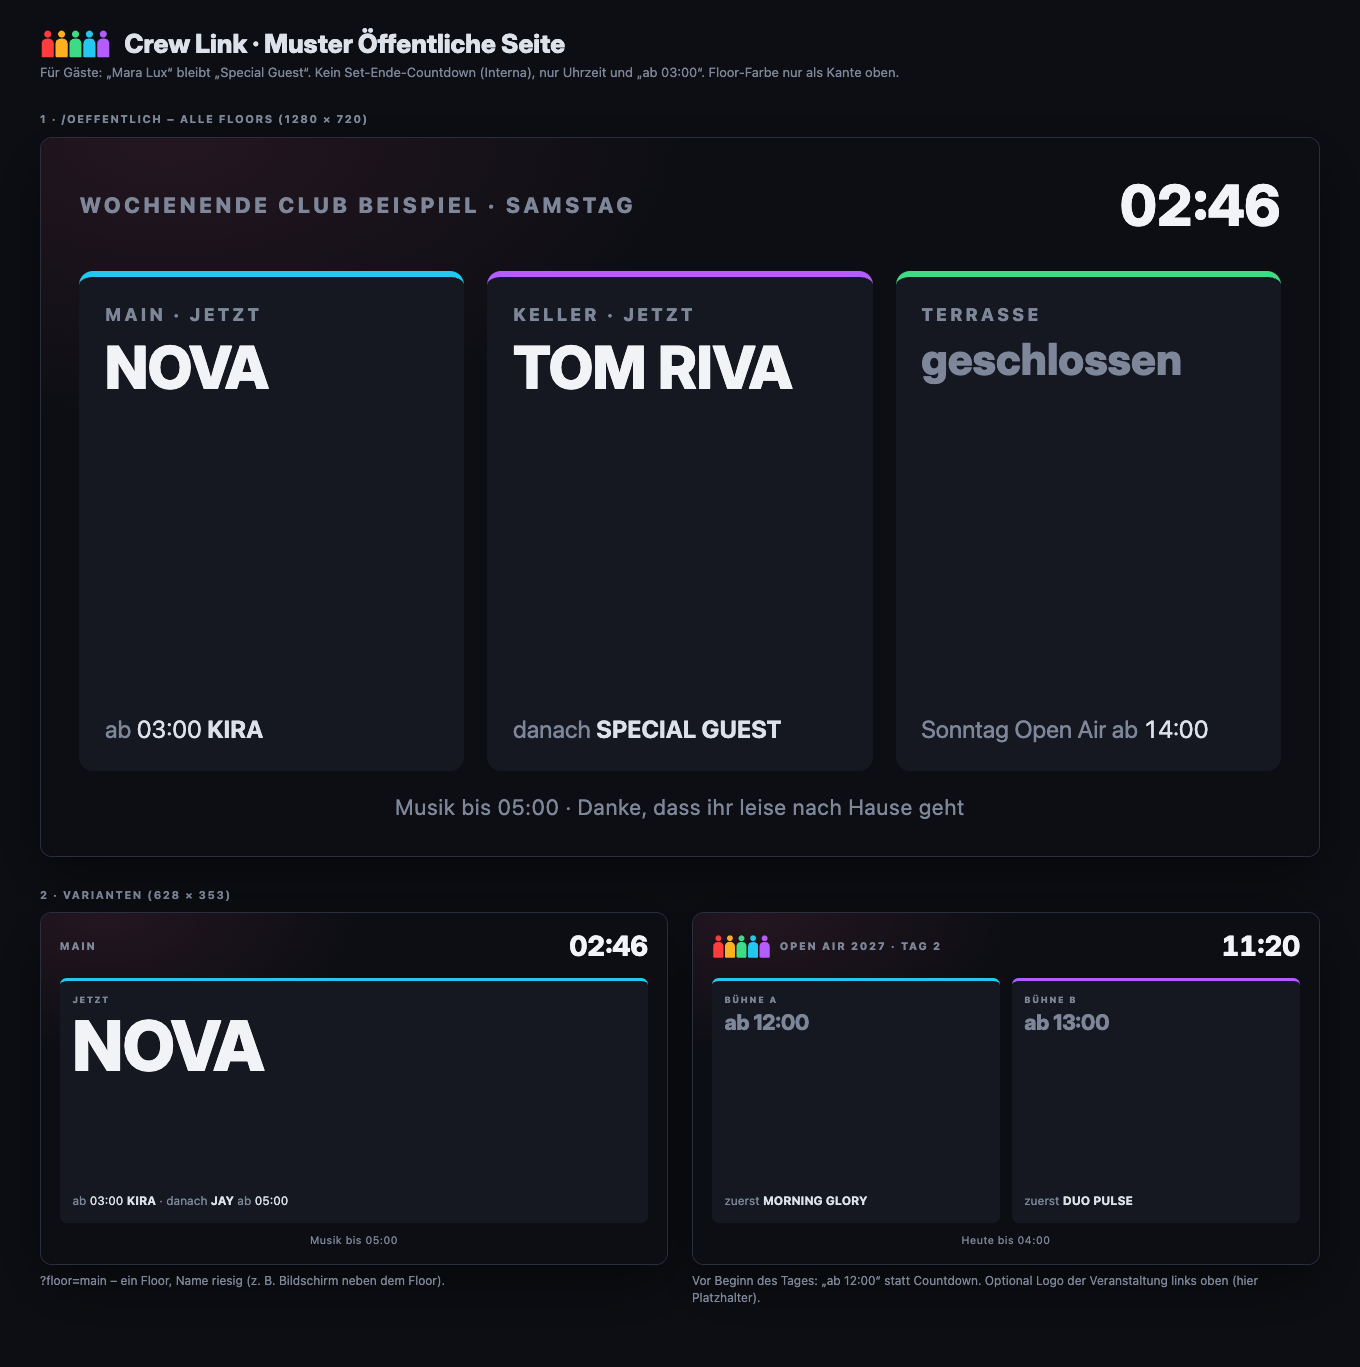 Crew Link · Muster Öffentliche Seite
Für Gäste: „Mara Lux“ bleibt „Special Guest“. Kein Set-Ende-Countdown (Interna), nur Uhrzeit und „ab 03:00“. Floor-Farbe nur als Kante oben.
1 · /OEFFENTLICH – ALLE FLOORS (1280 × 720)
WOCHENENDE CLUB BEISPIEL · SAMSTAG
02:46
MAIN · JETZT
NOVA
ab 03:00 KIRA
KELLER · JETZT
TOM RIVA
danach SPECIAL GUEST
TERRASSE
geschlossen
Sonntag Open Air ab 14:00
Musik bis 05:00 · Danke, dass ihr leise nach Hause geht
2 · VARIANTEN (628 × 353)
MAIN
02:46
JETZT
NOVA
ab 03:00 KIRA · danach JAY ab 05:00
Musik bis 05:00
?floor=main – ein Floor, Name riesig (z. B. Bildschirm neben dem Floor).
OPEN AIR 2027 · TAG 2
11:20
BÜHNE A
ab 12:00
zuerst MORNING GLORY
BÜHNE B
ab 13:00
zuerst DUO PULSE
Heute bis 04:00
Vor Beginn des Tages: „ab 12:00“ statt Countdown. Optional Logo der Veranstaltung links oben (hier
Platzhalter).